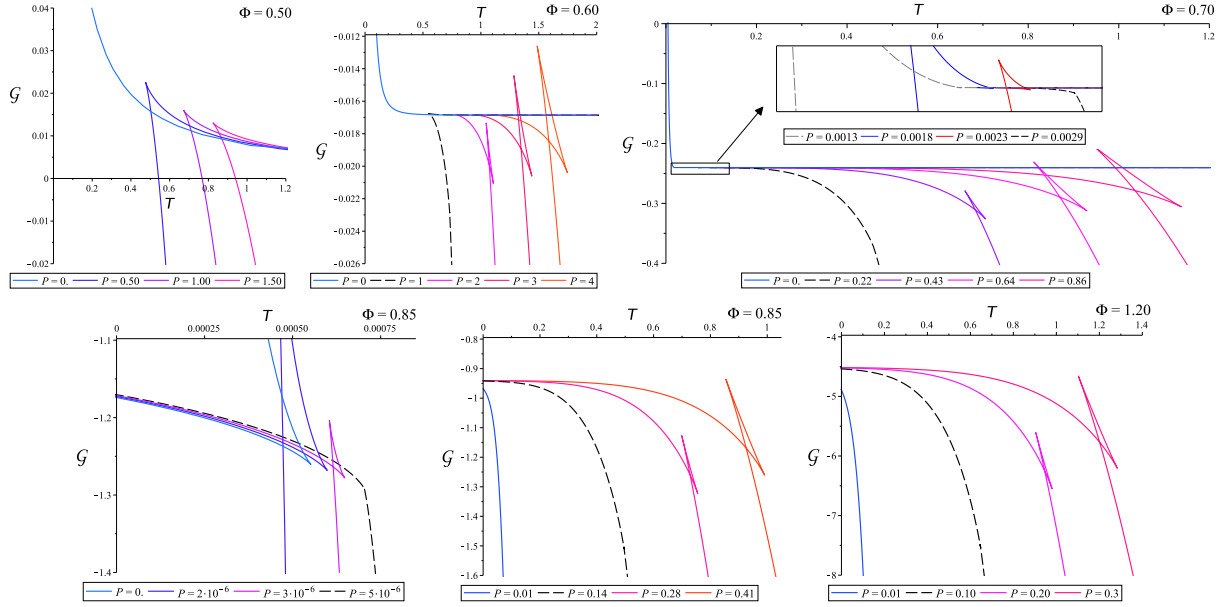 Φ = 0.50
0.04
0.03
0.02
𝒢
0.01
0
0.2 0.4 0.6 0.8 1.0 1.2
T
−0.01
−0.02
P = 0. P = 0.50 P = 1.00 P = 1.50
T
Φ = 0.60
0 0.5 1.0 1.5 2
−0.012
−0.014
−0.016
−0.018
𝒢
−0.020
−0.022
−0.024
−0.026
P = 0 P = 1 P = 2 P = 3 P = 4
T
Φ = 0.70
0.2 0.4 0.6 0.8 1.0 1.2
0
−0.1
P = 0.0013 P = 0.0018 P = 0.0023 P = 0.0029
𝒢
−0.2
−0.3
−0.4
P = 0. P = 0.22 P = 0.43 P = 0.64 P = 0.86
T
Φ = 0.85
0 0.00025 0.00050 0.00075
−1.1
−1.2
𝒢
−1.3
−1.4
P = 0. P = 2·10⁻⁶ P = 3·10⁻⁶ P = 5·10⁻⁶
T
Φ = 0.85
0 0.2 0.4 0.6 0.8 1
−0.8
−0.9
−1.0
−1.1
𝒢
−1.2
−1.3
−1.4
−1.5
−1.6
P = 0.01 P = 0.14 P = 0.28 P = 0.41
T
Φ = 1.20
0 0.2 0.4 0.6 0.8 1.0 1.2 1.4
−4
−5
𝒢
−6
−7
−8
P = 0.01 P = 0.10 P = 0.20 P = 0.3